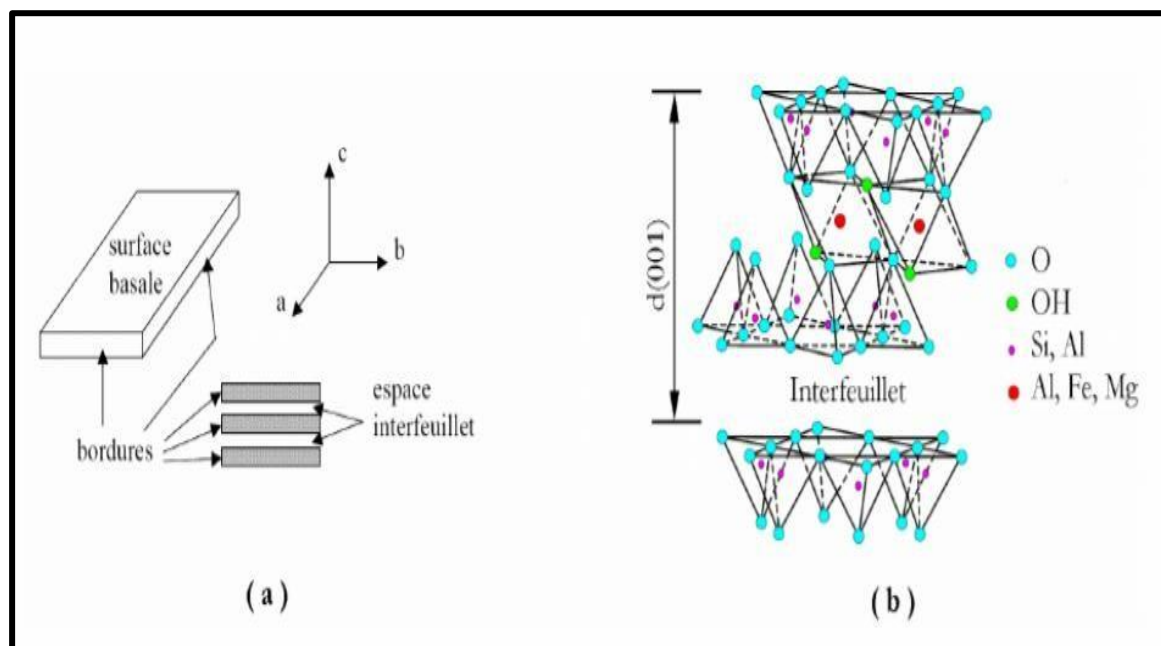 c
b
a
surface
basale
bordures
espace
interfeuillet
( a )
d(001)
O
OH
Si, Al
Al, Fe, Mg
Interfeuillet
( b )